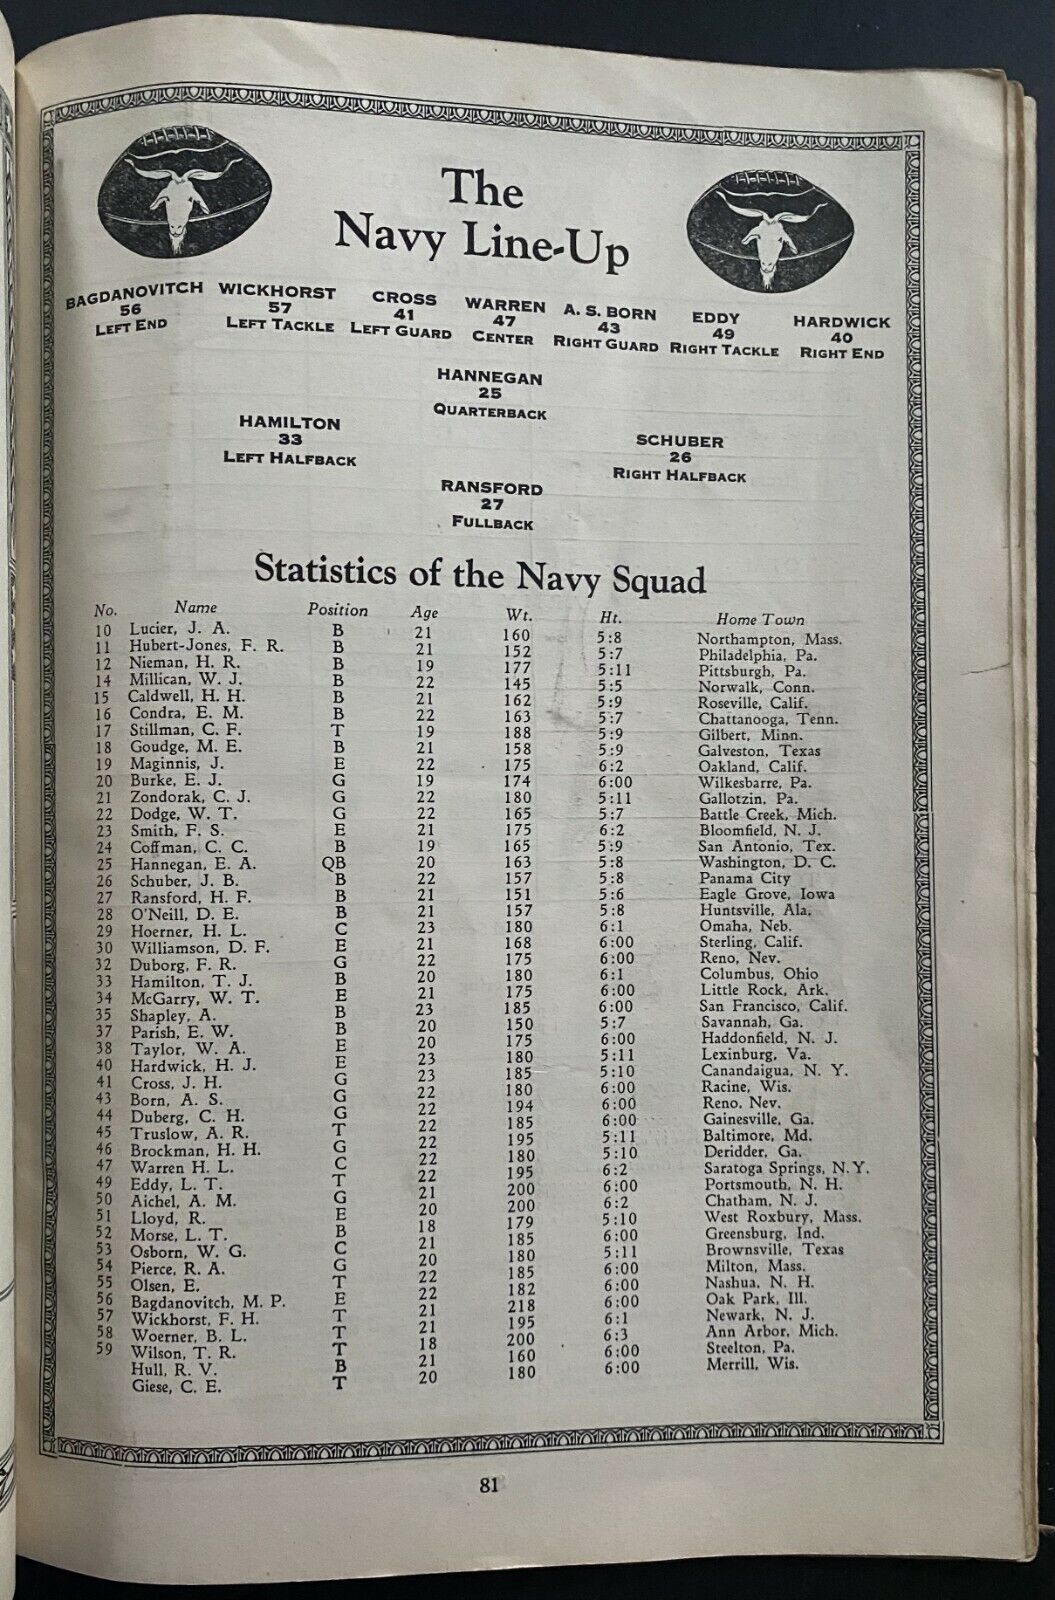 The
Navy Line-Up
BAGDANOVITCH WICKHORST CROSS WARREN A. S. BORN EDDY HARDWICK
56 57 41 47 43 49 40
LEFT END LEFT TACKLE LEFT GUARD CENTER RIGHT GUARD RIGHT TACKLE RIGHT END
HANNEGAN
25
QUARTERBACK
HAMILTON SCHUBER
33 26
LEFT HALFBACK RIGHT HALFBACK
RANSFORD
27
FULLBACK
Statistics of the Navy Squad
No. Name Position Age Wt. Ht. Home Town
10 Lucier, J. A. B 21 160 5:8 Northampton, Mass.
11 Hubert-Jones, F. R. B 21 152 5:7 Philadelphia, Pa.
12 Nieman, H. R. B 19 177 5:11 Pittsburgh, Pa.
14 Millican, W. J. B 22 145 5:5 Norwalk, Conn.
15 Caldwell, H. H. B 21 162 5:9 Roseville, Calif.
16 Condra, E. M. B 22 163 5:7 Chattanooga, Tenn.
17 Stillman, C. F. T 19 188 5:9 Gilbert, Minn.
18 Goudge, M. E. B 21 158 5:9 Galveston, Texas
19 Maginnis, J. E 22 175 6:2 Oakland, Calif.
20 Burke, E. J. G 19 174 6:00 Wilkesbarre, Pa.
21 Zondorak, C. J. G 22 180 5:11 Gallotzin, Pa.
22 Dodge, W. T. G 22 165 5:7 Battle Creek, Mich.
23 Smith, F. S. E 21 175 6:2 Bloomfield, N. J.
24 Coffman, C. C. B 19 165 5:9 San Antonio, Tex.
25 Hannegan, E. A. QB 20 163 5:8 Washington, D. C.
26 Schuber, J. B. B 22 157 5:8 Panama City
27 Ransford, H. F. B 21 151 5:6 Eagle Grove, Iowa
28 O'Neill, D. E. B 21 157 5:8 Huntsville, Ala.
29 Hoerner, H. L. C 23 180 6:1 Omaha, Neb.
30 Williamson, D. F. E 21 168 6:00 Sterling, Calif.
32 Duborg, F. R. G 22 175 6:00 Reno, Nev.
33 Hamilton, T. J. B 20 180 6:1 Columbus, Ohio
34 McGarry, W. T. E 21 175 6:00 Little Rock, Ark.
35 Shapley, A. B 23 185 6:00 San Francisco, Calif.
37 Parish, E. W. B 20 150 5:7 Savannah, Ga.
38 Taylor, W. A. E 20 175 6:00 Haddonfield, N. J.
40 Hardwick, H. J. E 23 180 5:11 Lexinburg, Va.
41 Cross, J. H. G 23 185 5:10 Canandaigua, N. Y.
43 Born, A. S. G 22 180 6:00 Racine, Wis.
44 Duberg, C. H. G 22 194 6:00 Reno, Nev.
45 Truslow, A. R. T 22 185 6:00 Gainesville, Ga.
46 Brockman, H. H. G 22 195 5:11 Baltimore, Md.
47 Warren H. L. C 22 180 5:10 Deridder, Ga.
49 Eddy, L. T. T 22 195 6:2 Saratoga Springs, N.Y.
50 Aichel, A. M. G 21 200 6:00 Portsmouth, N. H.
51 Lloyd, R. E 20 200 6:2 Chatham, N. J.
52 Morse, L. T. B 18 179 5:10 West Roxbury, Mass.
53 Osborn, W. G. C 21 185 6:00 Greensburg, Ind.
54 Pierce, R. A. G 20 180 5:11 Brownsville, Texas
55 Olsen, E. T 22 185 6:00 Milton, Mass.
56 Bagdanovitch, M. P. E 22 182 6:00 Nashua, N. H.
57 Wickhorst, F. H. T 21 218 6:00 Oak Park, Ill.
58 Woerner, B. L. T 21 195 6:1 Newark, N. J.
59 Wilson, T. R. T 18 200 6:3 Ann Arbor, Mich.
Hull, R. V. B 21 160 6:00 Steelton, Pa.
Giese, C. E. T 20 180 6:00 Merrill, Wis.
81